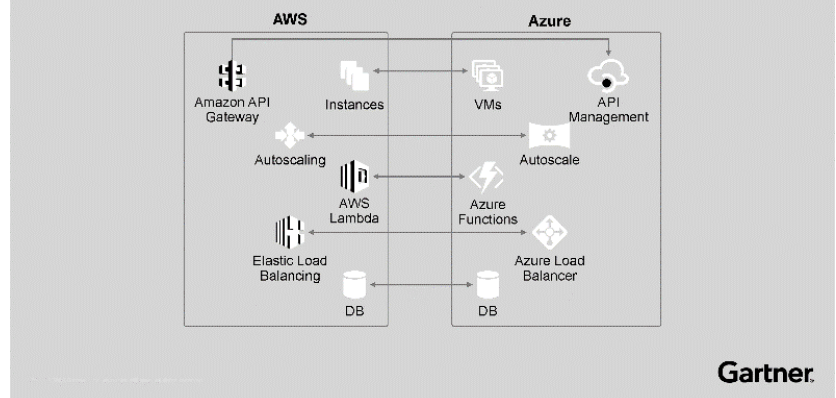 AWS
Azure
Amazon API
Gateway
Instances
VMs
API
Management
Autoscaling
Autoscale
AWS
Lambda
Azure
Functions
Elastic Load
Balancing
Azure Load
Balancer
DB
DB
Gartner